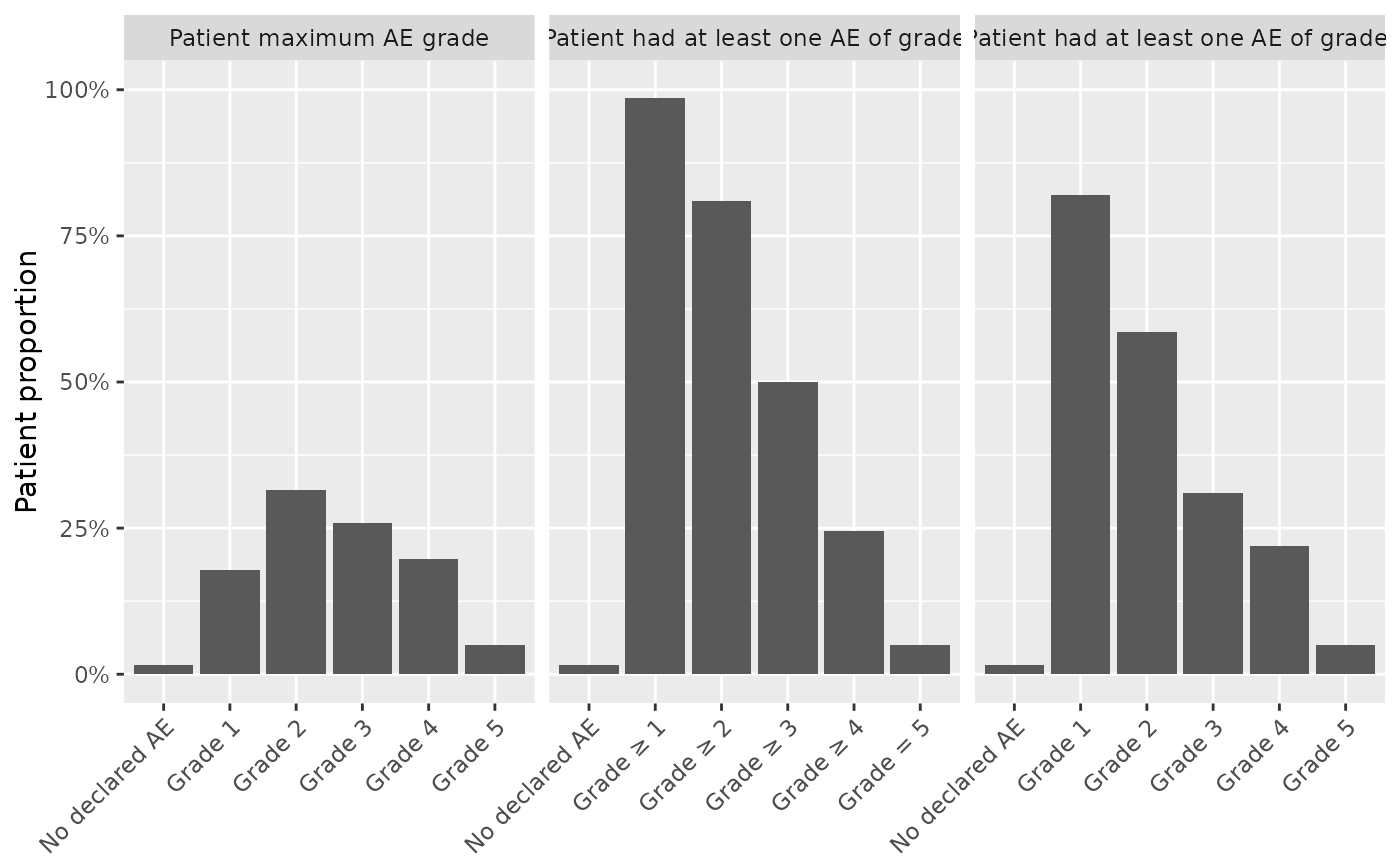 Patient maximum AE grade
Patient had at least one AE of grade
Patient had at least one AE of grade
Patient proportion
100%
75%
50%
25%
0%
No declared AE
Grade 1
Grade 2
Grade 3
Grade 4
Grade 5
No declared AE
Grade ≥ 1
Grade ≥ 2
Grade ≥ 3
Grade ≥ 4
Grade = 5
No declared AE
Grade 1
Grade 2
Grade 3
Grade 4
Grade 5